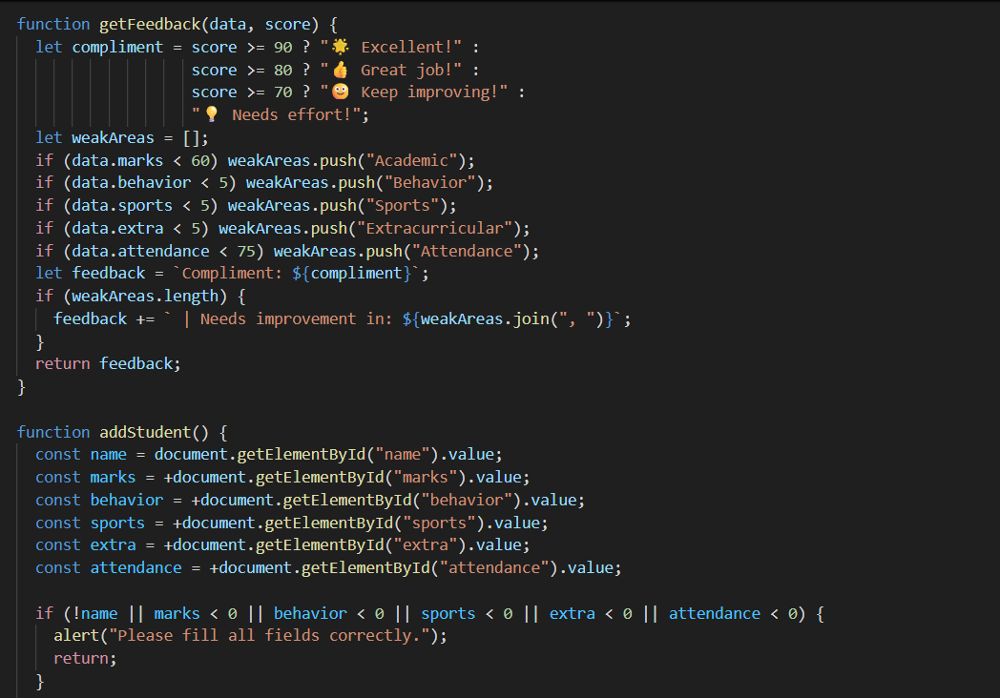 function getFeedback(data, score) {
  let compliment = score >= 90 ? "🌟 Excellent!" :
                   score >= 80 ? "👍 Great job!" :
                   score >= 70 ? "🙂 Keep improving!" :
                   "💡 Needs effort!";
  let weakAreas = [];
  if (data.marks < 60) weakAreas.push("Academic");
  if (data.behavior < 5) weakAreas.push("Behavior");
  if (data.sports < 5) weakAreas.push("Sports");
  if (data.extra < 5) weakAreas.push("Extracurricular");
  if (data.attendance < 75) weakAreas.push("Attendance");
  let feedback = `Compliment: ${compliment}`;
  if (weakAreas.length) {
    feedback += ` | Needs improvement in: ${weakAreas.join(", ")}`;
  }
  return feedback;
}

function addStudent() {
  const name = document.getElementById("name").value;
  const marks = +document.getElementById("marks").value;
  const behavior = +document.getElementById("behavior").value;
  const sports = +document.getElementById("sports").value;
  const extra = +document.getElementById("extra").value;
  const attendance = +document.getElementById("attendance").value;

  if (!name || marks < 0 || behavior < 0 || sports < 0 || extra < 0 || attendance < 0) {
    alert("Please fill all fields correctly.");
    return;
  }